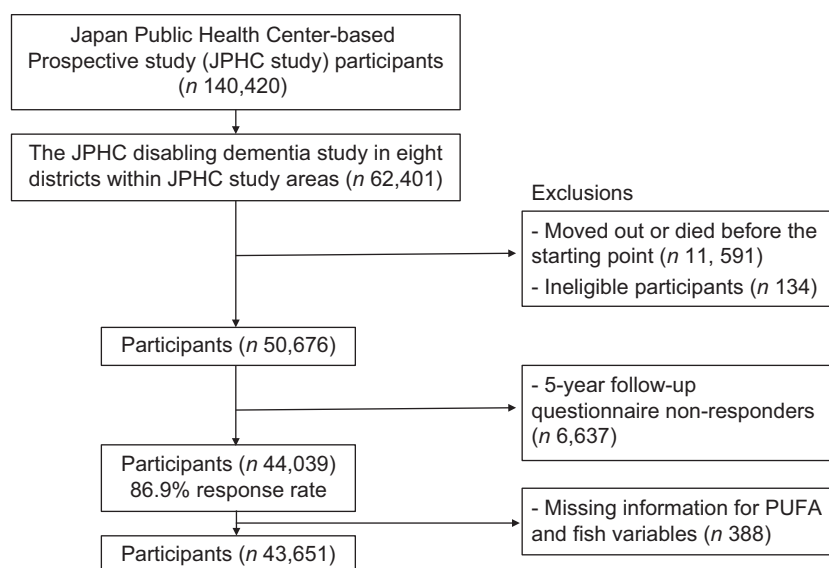 Japan Public Health Center-based
Prospective study (JPHC study) participants
(n 140,420)
The JPHC disabling dementia study in eight
districts within JPHC study areas (n 62,401)
Exclusions
- Moved out or died before the
starting point (n 11, 591)
- Ineligible participants (n 134)
Participants (n 50,676)
- 5-year follow-up
questionnaire non-responders
(n 6,637)
Participants (n 44,039)
86.9% response rate
- Missing information for PUFA
and fish variables (n 388)
Participants (n 43,651)